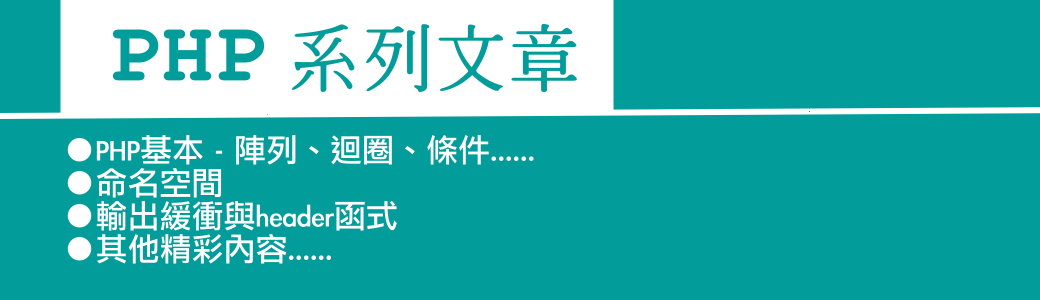 PHP 系列文章
●PHP基本 - 陣列、迴圈、條件......
●命名空間
●輸出緩衝與header函式
●其他精彩內容......